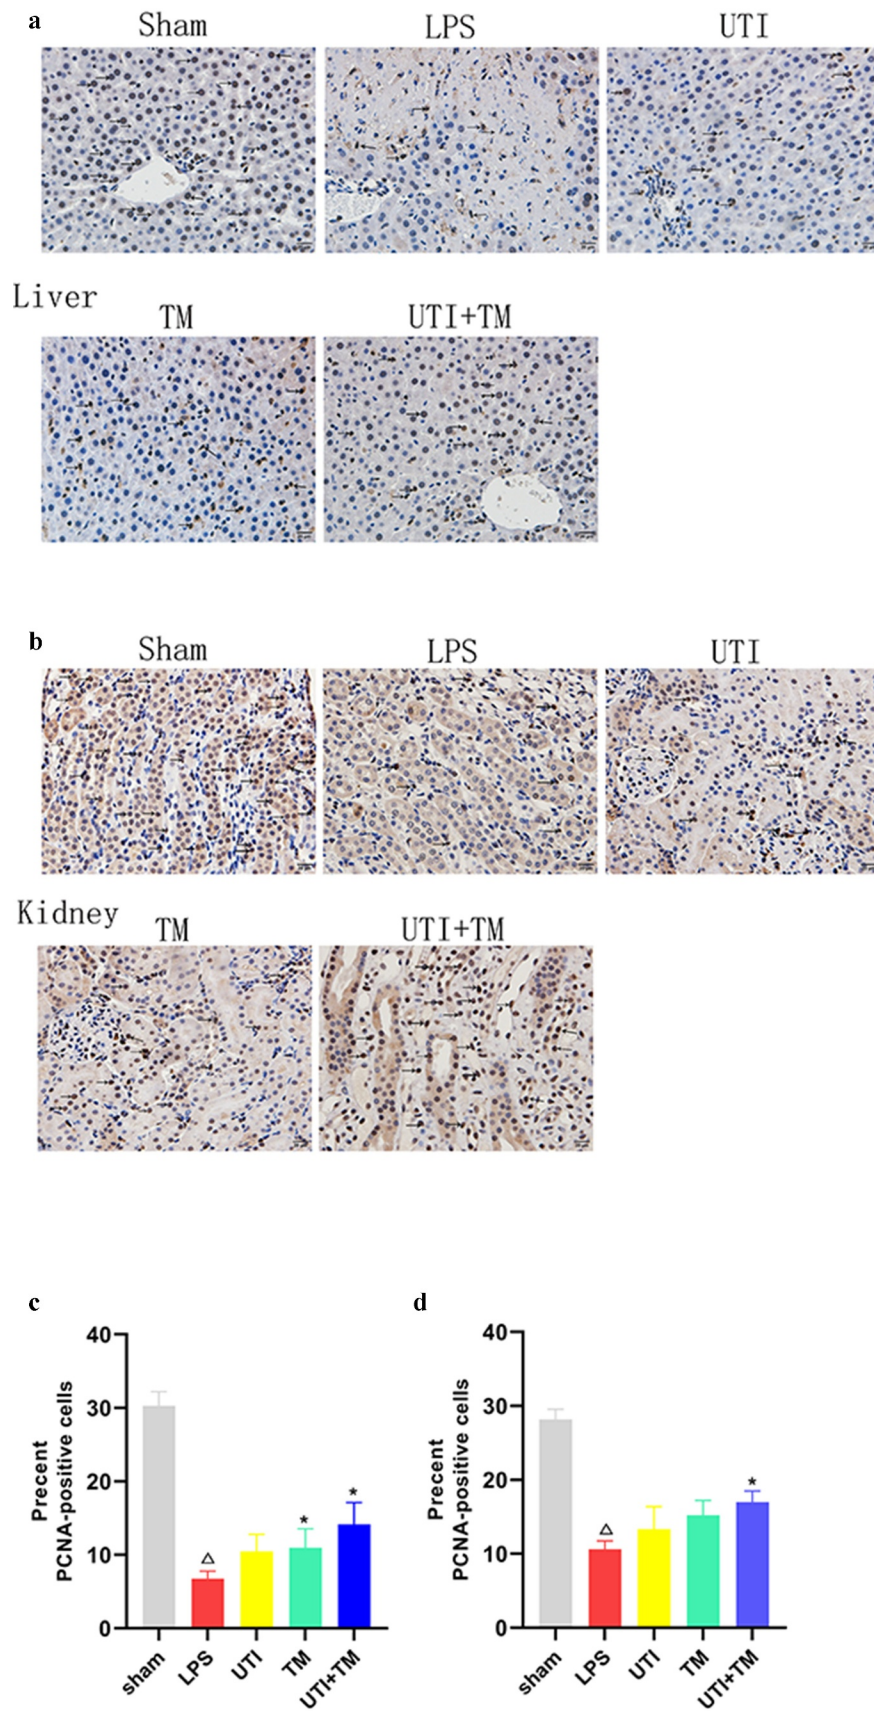 a
Sham LPS UTI
Liver
TM UTI+TM
b
Sham LPS UTI
Kidney
TM UTI+TM
c d
40
30
20
10
0
Precent
PCNA-positive cells
△
*
*
sham LPS UTI TM UTI+TM
40
30
20
10
0
Precent
PCNA-positive cells
△
*
sham LPS UTI TM UTI+TM